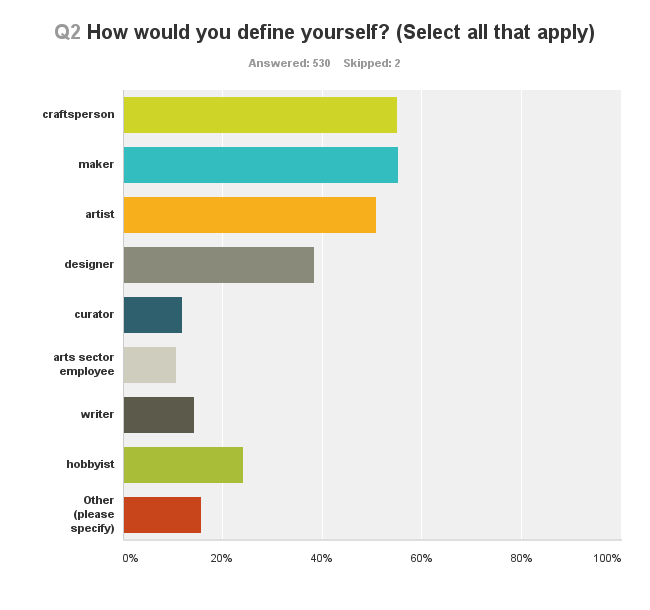 Q2 How would you define yourself? (Select all that apply)
Answered: 530 Skipped: 2
craftsperson
maker
artist
designer
curator
arts sector
employee
writer
hobbyist
Other
(please
specify)
0% 20% 40% 60% 80% 100%